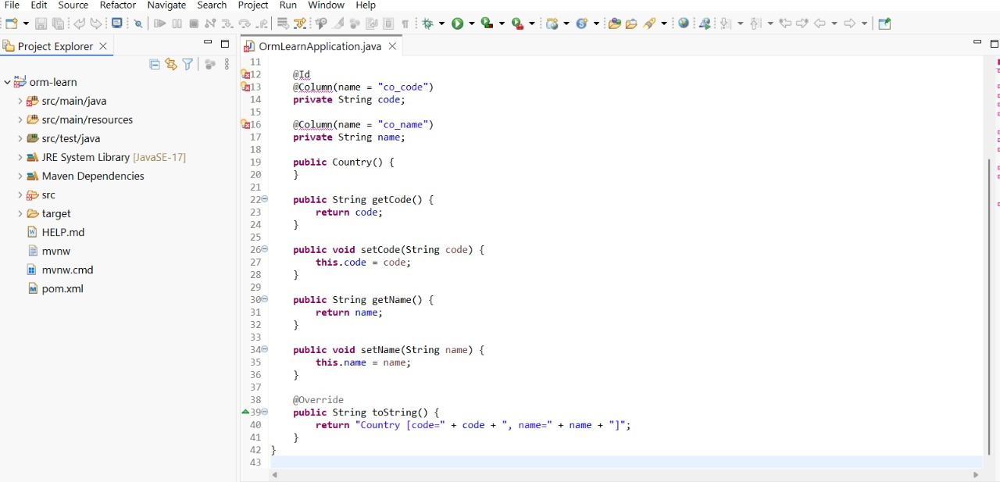 File Edit Source Refactor Navigate Search Project Run Window Help
Project Explorer
orm-learn
src/main/java
src/main/resources
src/test/java
JRE System Library [JavaSE-17]
Maven Dependencies
src
target
HELP.md
mvnw
mvnw.cmd
pom.xml
OrmLearnApplication.java
11
12 @Id
13 @Column(name = "co_code")
14 private String code;
15
16 @Column(name = "co_name")
17 private String name;
18
19 public Country() {
20 }
21
22 public String getCode() {
23 return code;
24 }
25
26 public void setCode(String code) {
27 this.code = code;
28 }
29
30 public String getName() {
31 return name;
32 }
33
34 public void setName(String name) {
35 this.name = name;
36 }
37
38 @Override
39 public String toString() {
40 return "Country [code=" + code + ", name=" + name + "]";
41 }
42 }
43